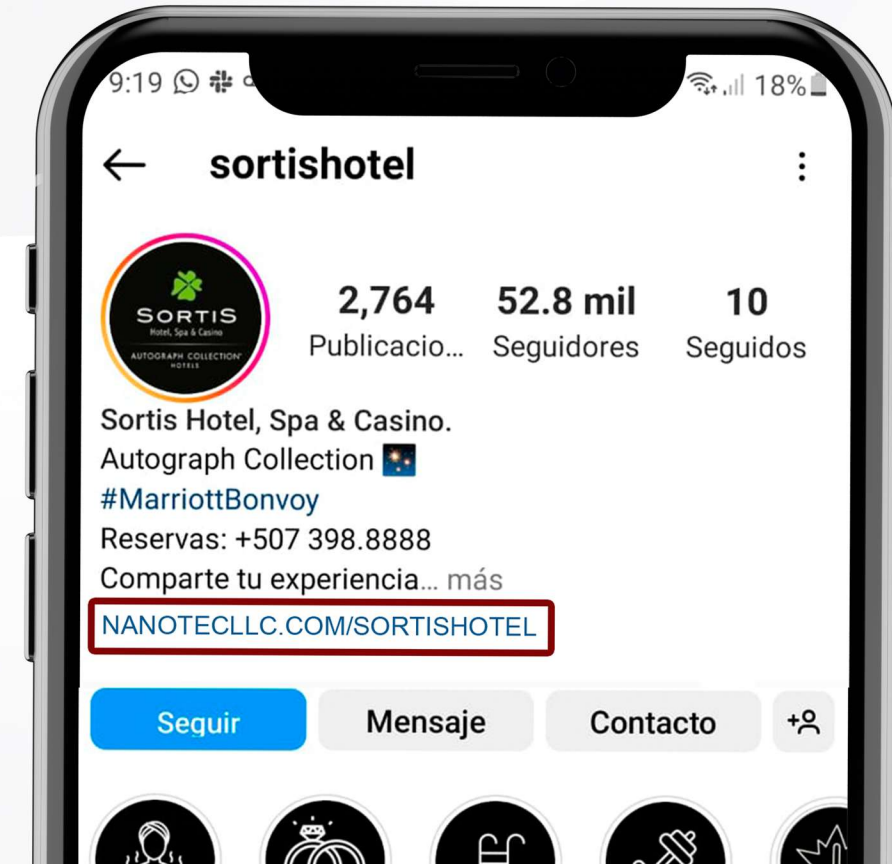 9:19
18%
sortishotel
SORTIS
Hotel, Spa & Casino
AUTOGRAPH COLLECTION
HOTELS
2,764 52.8 mil 10
Publicacio... Seguidores Seguidos
Sortis Hotel, Spa & Casino.
Autograph Collection
#MarriottBonvoy
Reservas: +507 398.8888
Comparte tu experiencia... más
NANOTECLLC.COM/SORTISHOTEL
Seguir Mensaje Contacto